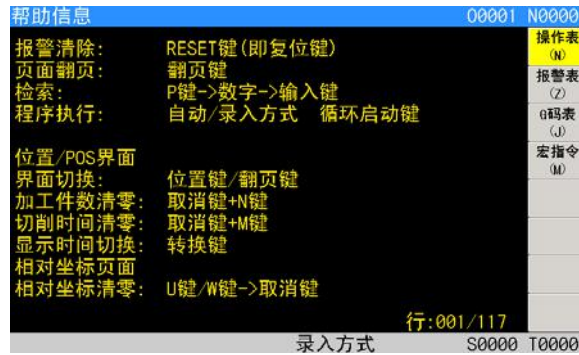 帮助信息 O0001 N0000
报警清除: RESET键(即复位键)
页面翻页: 翻页键
检索: P键->数字->输入键
程序执行: 自动/录入方式 循环启动键
位置/POS界面
界面切换: 位置键/翻页键
加工件数清零: 取消键+N键
切削时间清零: 取消键+M键
显示时间切换: 转换键
相对坐标页面
相对坐标清零: U键/W键->取消键
行:001/117
录入方式 S0000 T0000
操作表
(N)
报警表
(Z)
G码表
(J)
宏指令
(M)